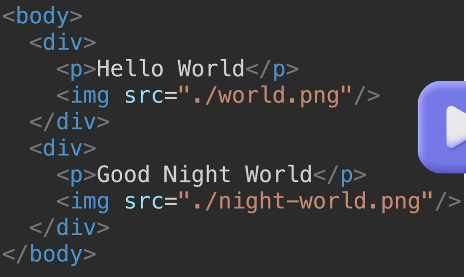 <body>
  <div>
    <p>Hello World</p>
    <img src="./world.png"/>
  </div>
  <div>
    <p>Good Night World</p>
    <img src="./night-world.png"/>
  </div>
</body>